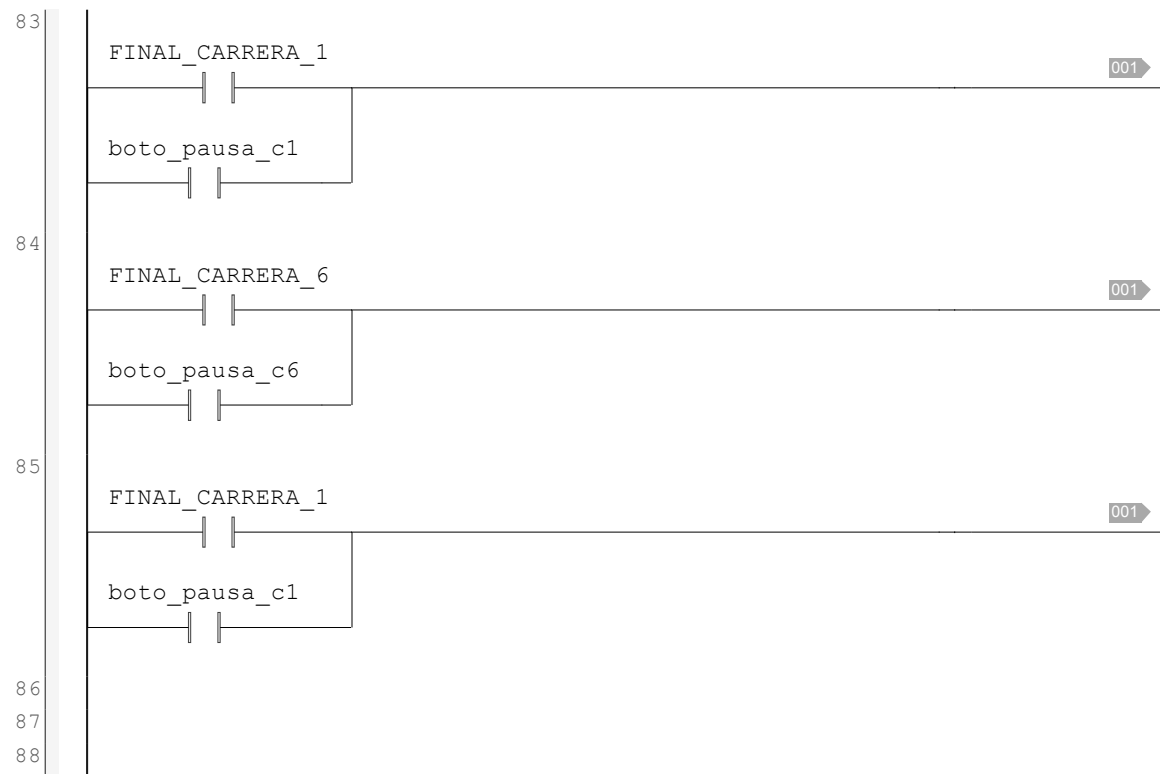 83
FINAL_CARRERA_1
001
boto_pausa_c1
84
FINAL_CARRERA_6
001
boto_pausa_c6
85
FINAL_CARRERA_1
001
boto_pausa_c1
86
87
88